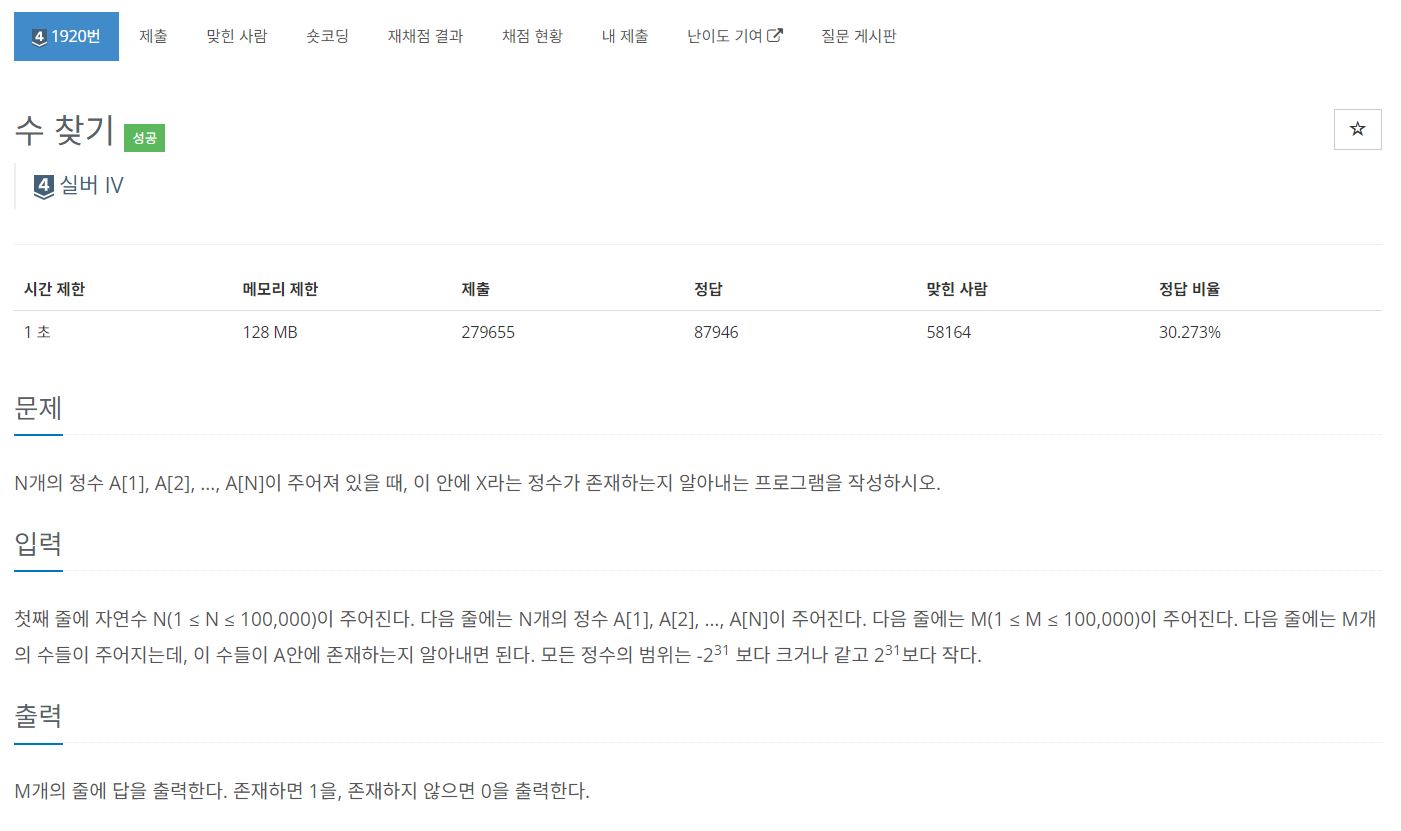 4 1920번 제출 맞힌 사람 숏코딩 재채점 결과 채점 현황 내 제출 난이도 기여 질문 게시판
수 찾기 성공
4 실버 IV
시간 제한 메모리 제한 제출 정답 맞힌 사람 정답 비율
1 초 128 MB 279655 87946 58164 30.273%
문제
N개의 정수 A[1], A[2], …, A[N]이 주어져 있을 때, 이 안에 X라는 정수가 존재하는지 알아내는 프로그램을 작성하시오.
입력
첫째 줄에 자연수 N(1 ≤ N ≤ 100,000)이 주어진다. 다음 줄에는 N개의 정수 A[1], A[2], …, A[N]이 주어진다. 다음 줄에는 M(1 ≤ M ≤ 100,000)이 주어진다. 다음 줄에는 M개
의 수들이 주어지는데, 이 수들이 A안에 존재하는지 알아내면 된다. 모든 정수의 범위는 -2³¹ 보다 크거나 같고 2³¹보다 작다.
출력
M개의 줄에 답을 출력한다. 존재하면 1을, 존재하지 않으면 0을 출력한다.